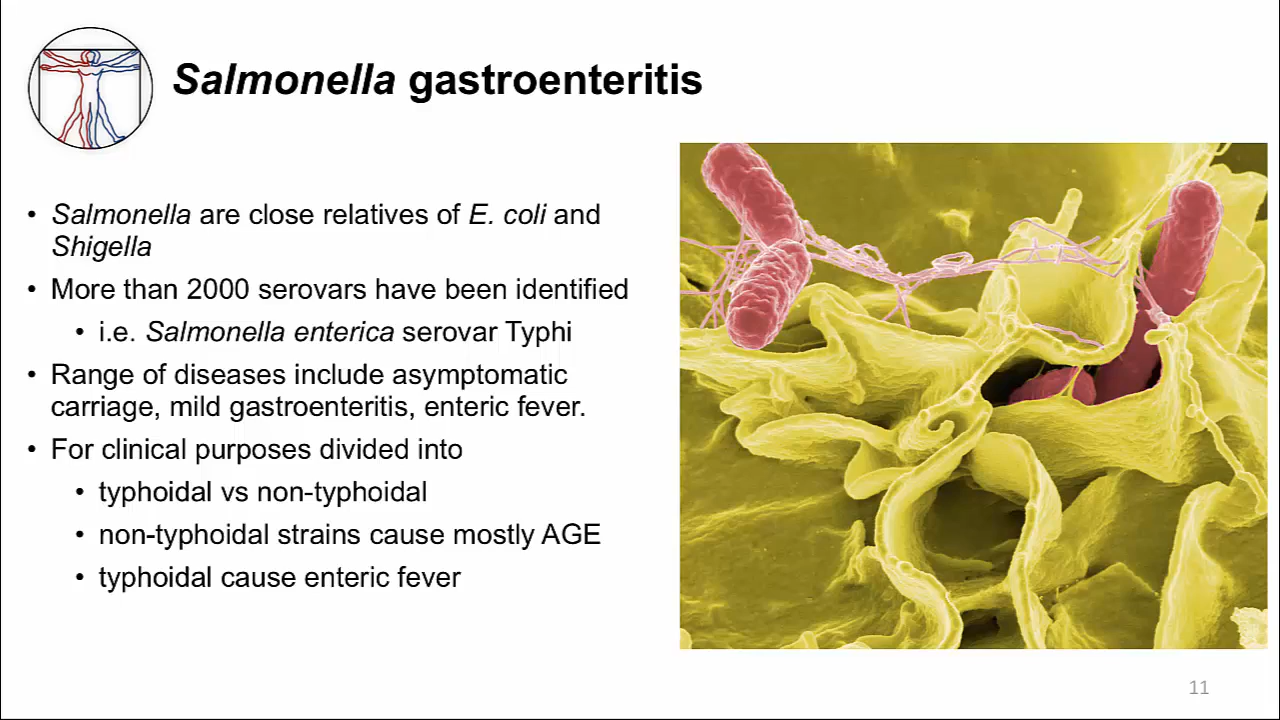 Salmonella gastroenteritis
• Salmonella are close relatives of E. coli and
Shigella
• More than 2000 serovars have been identified
• i.e. Salmonella enterica serovar Typhi
• Range of diseases include asymptomatic
carriage, mild gastroenteritis, enteric fever.
• For clinical purposes divided into
• typhoidal vs non-typhoidal
• non-typhoidal strains cause mostly AGE
• typhoidal cause enteric fever
11